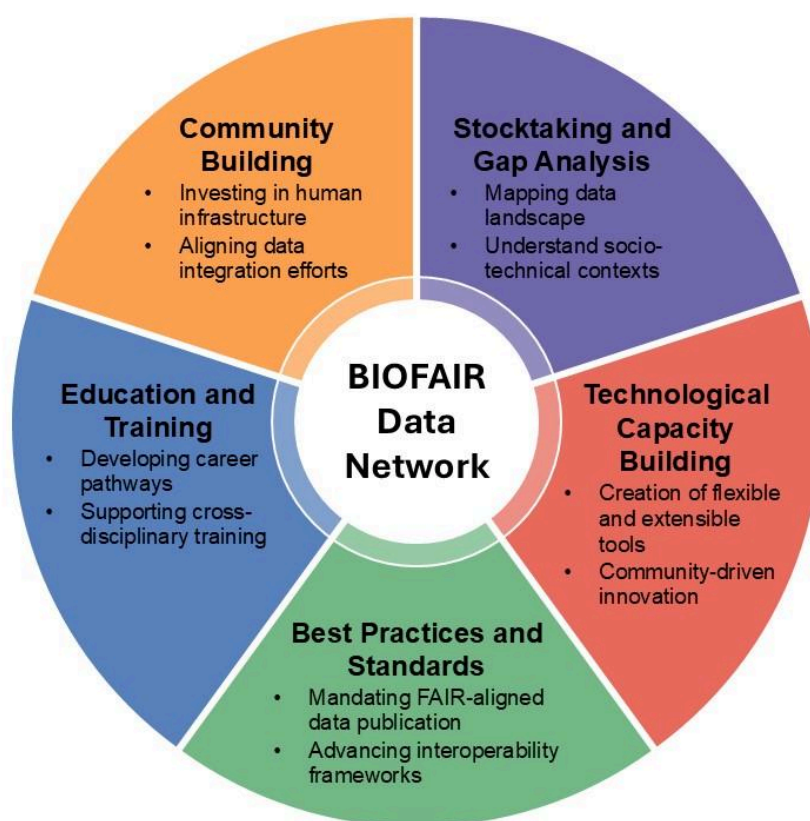 Community
Building
• Investing in human
infrastructure
• Aligning data
integration efforts
Stocktaking and
Gap Analysis
• Mapping data
landscape
• Understand socio-
technical contexts
BIOFAIR
Data
Network
Education and
Training
• Developing career
pathways
• Supporting cross-
disciplinary training
Technological
Capacity
Building
• Creation of flexible
and extensible
tools
• Community-driven
innovation
Best Practices and
Standards
• Mandating FAIR-aligned
data publication
• Advancing interoperability
frameworks